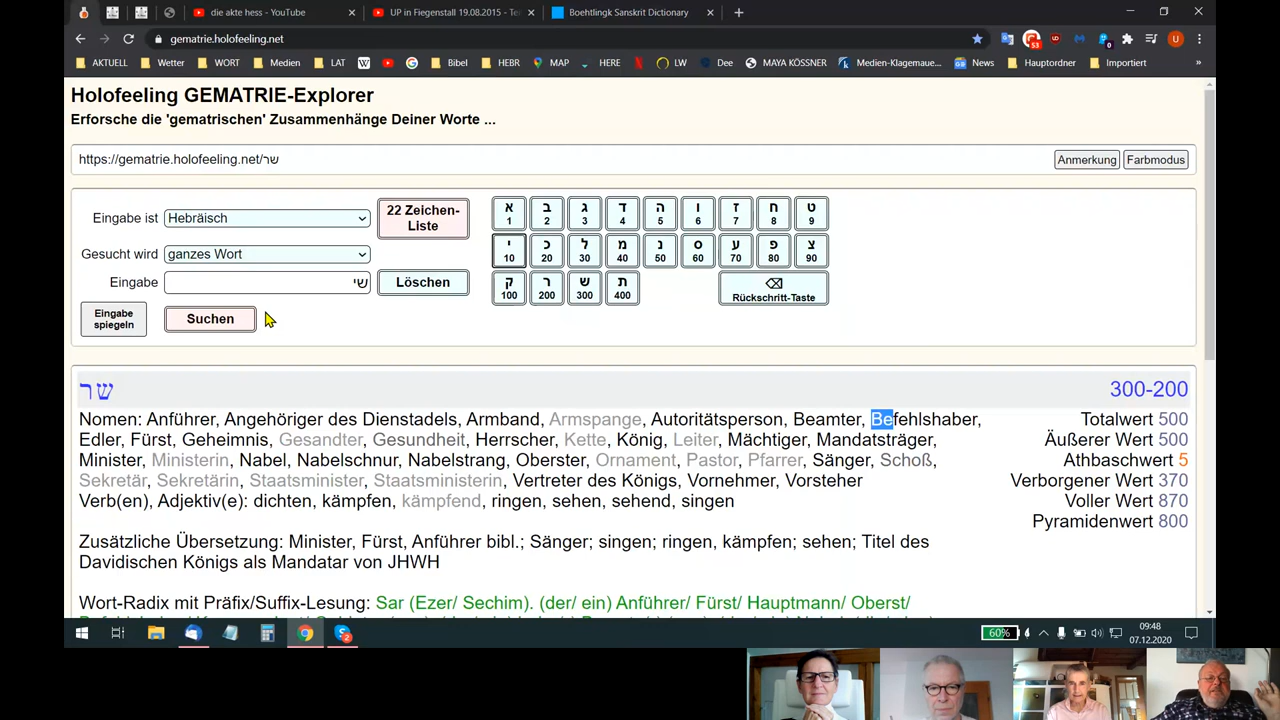 die akte hess - YouTube
UP in Fiegenstall 19.08.2015 - Te
Boehtlingk Sanskrit Dictionary
gematrie.holofeeling.net
53
0
U
AKTUELL Wetter WORT Medien LAT W G Bibel HEBR MAP HERE LW Dee MAYA KÖSSNER Medien-Klagemaue... News Hauptordner Importiert »
Holofeeling GEMATRIE-Explorer
Erforsche die 'gematrischen' Zusammenhänge Deiner Worte ...
https://gematrie.holofeeling.net/שר
Anmerkung Farbmodus
Eingabe ist Hebräisch
22 Zeichen-
Liste
Gesucht wird ganzes Wort
Eingabe שי
Löschen
Eingabe
spiegeln
Suchen
א ב ג ד ה ו ז ח ט
1 2 3 4 5 6 7 8 9
י כ ל מ נ ס ע פ צ
10 20 30 40 50 60 70 80 90
ק ר ש ת
100 200 300 400
Rückschritt-Taste
שר 300-200
Nomen: Anführer, Angehöriger des Dienstadels, Armband, Armspange, Autoritätsperson, Beamter, Befehlshaber,
Edler, Fürst, Geheimnis, Gesandter, Gesundheit, Herrscher, Kette, König, Leiter, Mächtiger, Mandatsträger,
Minister, Ministerin, Nabel, Nabelschnur, Nabelstrang, Oberster, Ornament, Pastor, Pfarrer, Sänger, Schoß,
Sekretär, Sekretärin, Staatsminister, Staatsministerin, Vertreter des Königs, Vornehmer, Vorsteher
Verb(en), Adjektiv(e): dichten, kämpfen, kämpfend, ringen, sehen, sehend, singen
Totalwert 500
Äußerer Wert 500
Athbaschwert 5
Verborgener Wert 370
Voller Wert 870
Pyramidenwert 800
Zusätzliche Übersetzung: Minister, Fürst, Anführer bibl.; Sänger; singen; ringen, kämpfen; sehen; Titel des
Davidischen Königs als Mandatar von JHWH
Wort-Radix mit Präfix/Suffix-Lesung: Sar (Ezer/ Sechim). (der/ ein) Anführer/ Fürst/ Hauptmann/ Oberst/
60%
09:48
07.12.2020